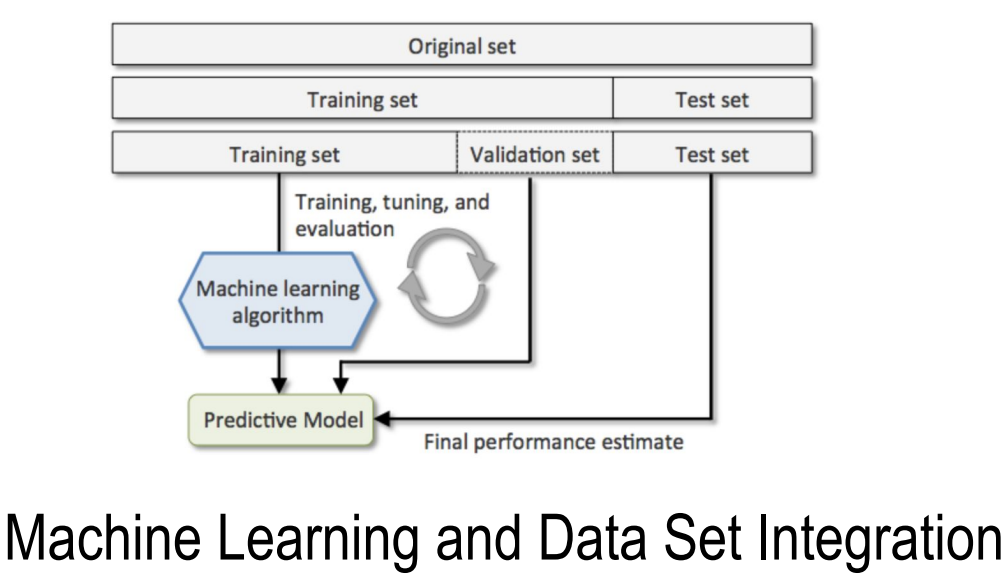 Original set
Training set Test set
Training set Validation set Test set
Training, tuning, and
evaluation
Machine learning
algorithm
Predictive Model
Final performance estimate
Machine Learning and Data Set Integration